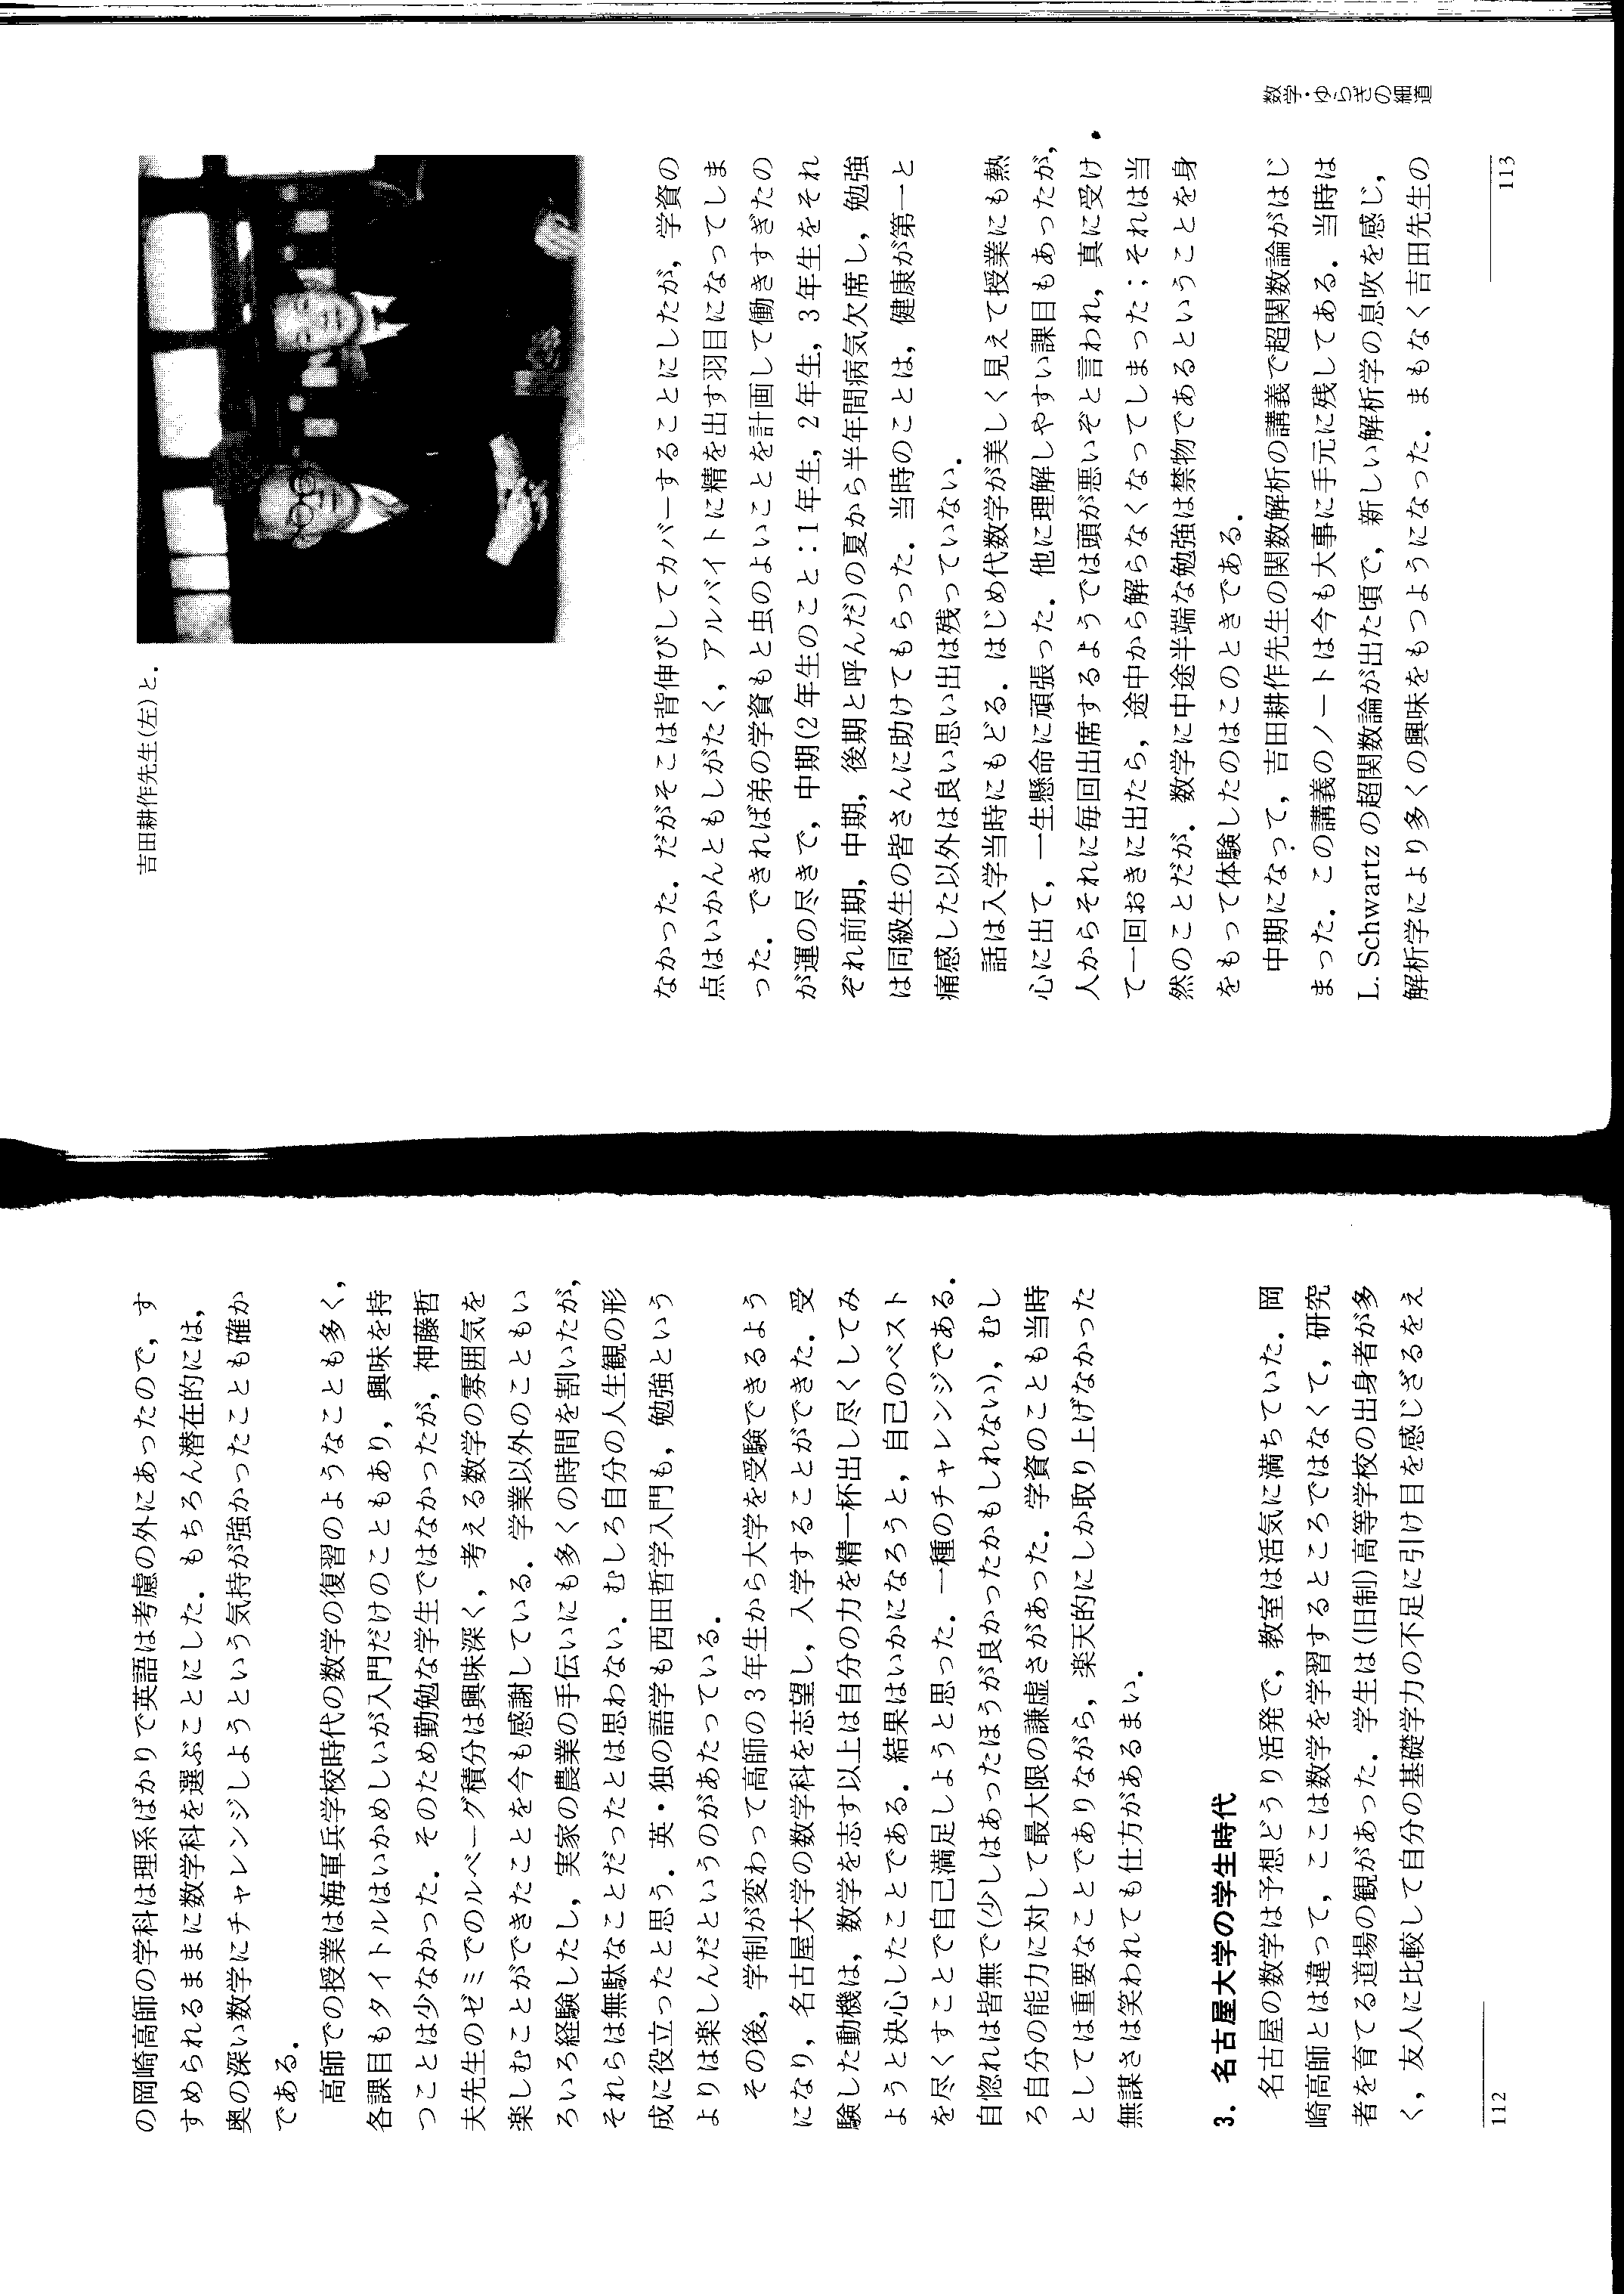 の岡崎高師の学科は理系ばかりで英語は考慮の外にあったので，す
すめられるままに数学科を選ぶことにした．もちろん潜在的には，
奥の深い数学にチャレンジしようという気持が強かったことも確か
である．
高師での授業は海軍兵学校時代の数学の復習のようなことも多く，
各課目もタイトルはいかめしいが入門だけのこともあり，興味を持
つことは少なかった．そのため勤勉な学生ではなかったが，神藤哲
夫先生のゼミでのルベーグ積分は興味深く，考える数学の雰囲気を
楽しむことができたことを今も感謝している．学業以外のこともい
ろいろ経験したし，実家の農業の手伝いにも多くの時間を割いたが，
それらは無駄なことだったとは思わない．むしろ自分の人生観の形
成に役立ったと思う．英・独の語学も西田哲学入門も，勉強という
よりは楽しんだというのがあたっている．
その後，学制が変わって高師の3年生から大学を受験できるよう
になり，名古屋大学の数学科を志望し，入学することができた．受
験した動機は，数学を志す以上は自分の力を精一杯出し尽くしてみ
ようと決心したことである．結果はいかになろうと，自己のベスト
を尽くすことで自己満足しようと思った．一種のチャレンジである．
自惚れは皆無で(少しはあったほうが良かったかもしれない)，むし
ろ自分の能力に対して最大限の謙虚さがあった．学資のことも当時
としては重要なことでありながら，楽天的にしか取り上げなかった
無謀さは笑われても仕方があるまい．
3. 名古屋大学の学生時代
名古屋の数学は予想どうり活発で，教室は活気に満ちていた．岡
崎高師とは違って，ここは数学を学習するところではなくて，研究
者を育てる道場の観があった．学生は(旧制)高等学校の出身者が多
く，友人に比較して自分の基礎学力の不足に引け目を感じざるをえ
112
吉田耕作先生(左)と．
なかった．だがそこは背伸びしてカバーすることにしたが，学資の
点はいかんともしがたく，アルバイトに精を出す羽目になってしま
った．できれば弟の学資もと虫のよいことを計画して働きすぎたの
が運の尽きで，中期(2年生のこと：1年生，2年生，3年生をそれ
ぞれ前期，中期，後期と呼んだ)の夏から半年間病気欠席し，勉強
は同級生の皆さんに助けてもらった．当時のことは，健康が第一と
痛感した以外は良い思い出は残っていない．
話は入学当時にもどる．はじめ代数学が美しく見えて授業にも熱
心に出て，一生懸命に頑張った．他に理解しやすい課目もあったが，
人からそれに毎回出席するようでは頭が悪いぞと言われ，真に受け
て一回おきに出たら，途中から解らなくなってしまった；それは当
然のことだが．数学に中途半端な勉強は禁物であるということを身
をもって体験したのはこのときである．
中期になって，吉田耕作先生の関数解析の講義で超関数論がはじ
まった．この講義のノートは今も大事に手元に残してある．当時は
L. Schwartz の超関数論が出た頃で，新しい解析学の息吹を感じ，
解析学により多くの興味をもつようになった．まもなく吉田先生の
数学・ゆらぎの細道
113